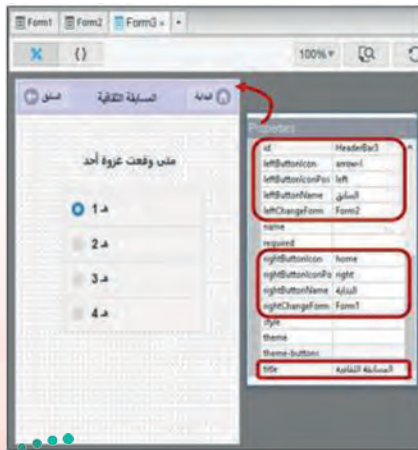 Form1 Form2 Form3
100%
السابق المسابقة الثقافية البداية
متى وقعت غزوة أحد
1 هـ
2 هـ
3 هـ
4 هـ
Properties
id HeaderBar3
leftButtonIcon arrow-l
leftButtonIconPos left
leftButtonName السابق
leftChangeForm Form2
name
required
rightButtonIcon home
rightButtonIconPo right
rightButtonName البداية
rightChangeForm Form1
style
theme
theme-buttons
title المسابقة الثقافية